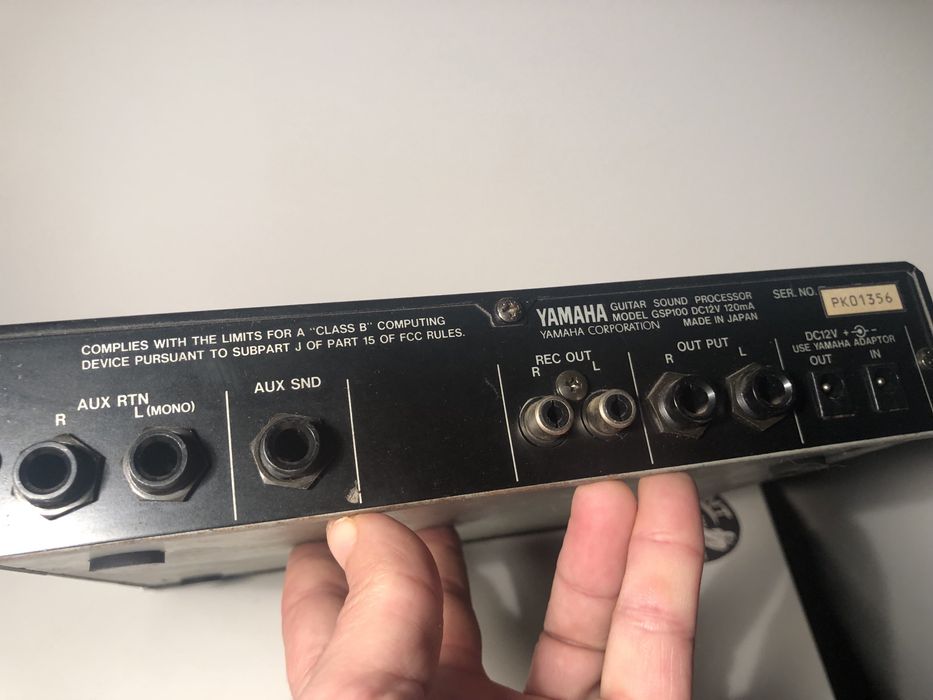 COMPLIES WITH THE LIMITS FOR A "CLASS B" COMPUTING
DEVICE PURSUANT TO SUBPART J OF PART 15 OF FCC RULES.
AUX RTN
R
L (MONO)
AUX SND
YAMAHA
GUITAR SOUND PROCESSOR
MODEL GSP100 DC12V 120mA
YAMAHA CORPORATION MADE IN JAPAN
SER. NO.
PK01356
REC OUT
R L
OUT PUT
R L
DC12V + -
USE YAMAHA ADAPTOR
OUT IN